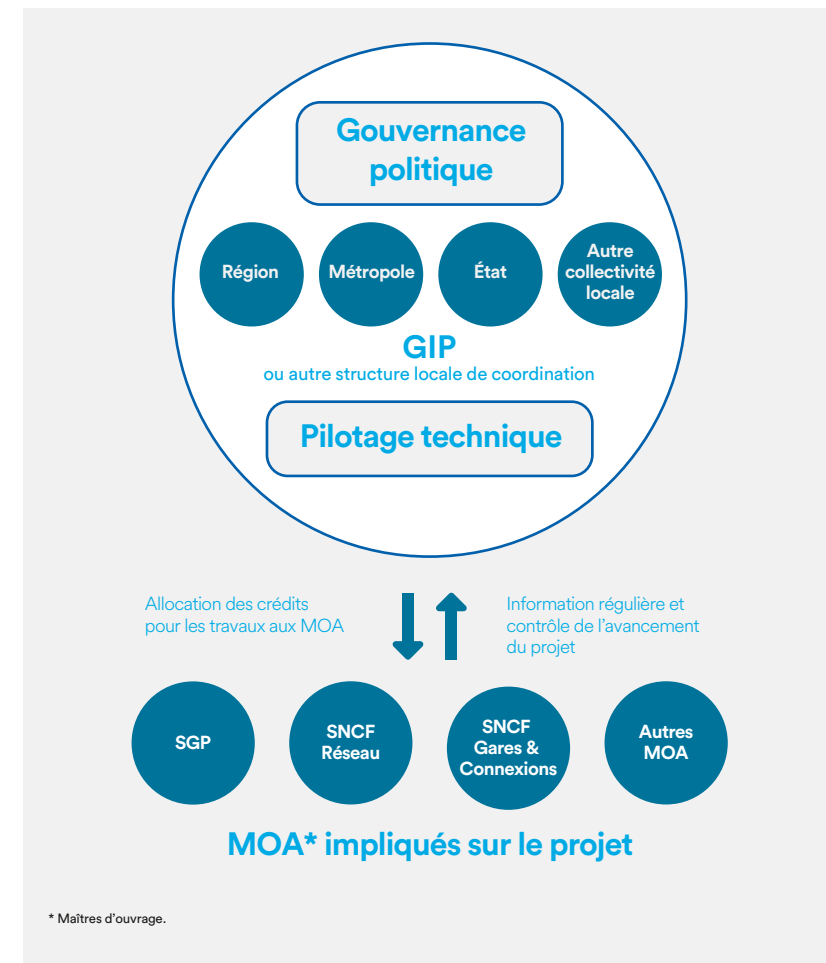 Gouvernance
politique
Région
Métropole
État
Autre
collectivité
locale
GIP
ou autre structure locale de coordination
Pilotage technique
Allocation des crédits
pour les travaux aux MOA
Information régulière et
contrôle de l’avancement
du projet
SGP
SNCF
Réseau
SNCF
Gares &
Connexions
Autres
MOA
MOA* impliqués sur le projet
* Maîtres d’ouvrage.